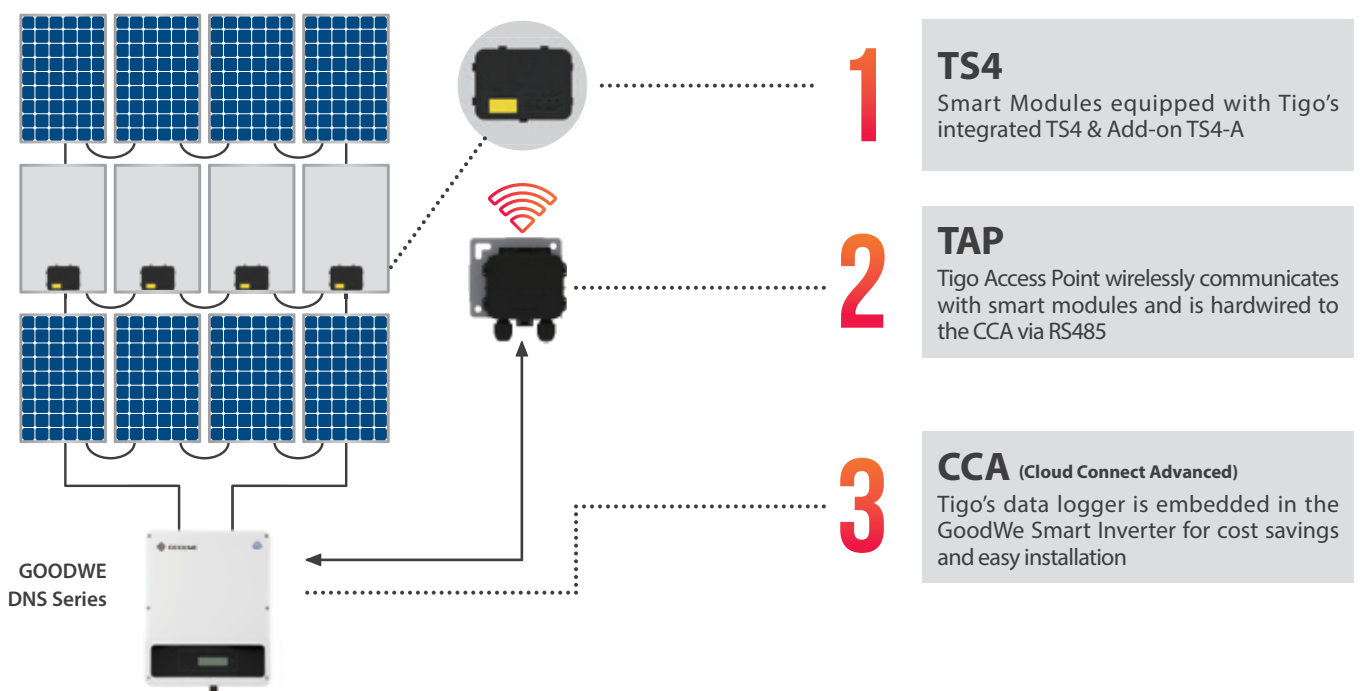 1
TS4
Smart Modules equipped with Tigo's
integrated TS4 & Add-on TS4-A
2
TAP
Tigo Access Point wirelessly communicates
with smart modules and is hardwired to
the CCA via RS485
3
CCA (Cloud Connect Advanced)
Tigo's data logger is embedded in the
GoodWe Smart Inverter for cost savings
and easy installation
GOODWE
GOODWE
DNS Series